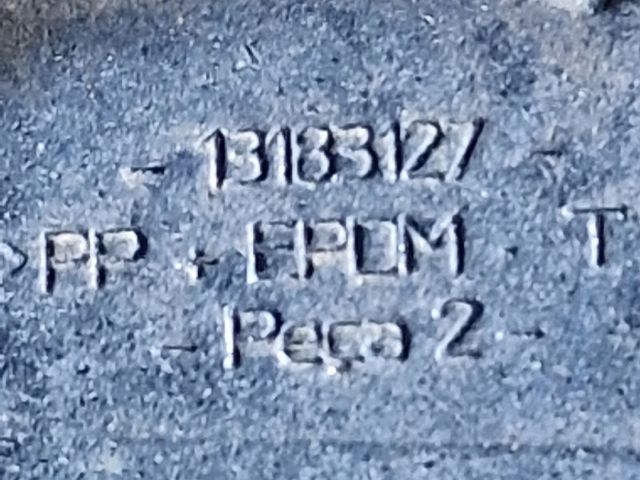 - 13183127 -
>PP + EPDM - T
- Peça 2 -